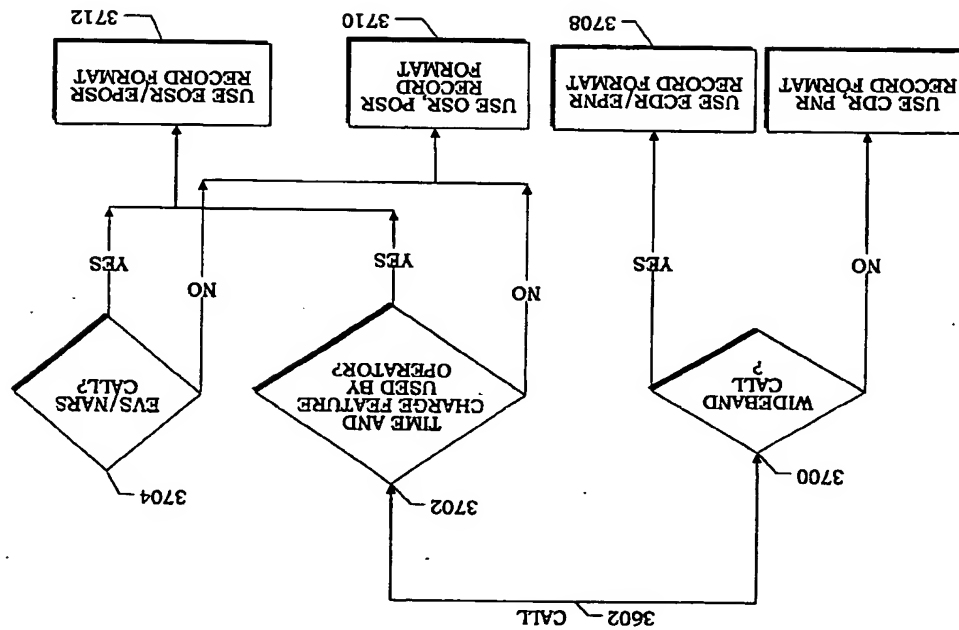 3602
CALL
3700
3702
3704
WIDEBAND
CALL
?
TIME AND
CHARGE FEATURE
USED BY
OPERATOR?
EVS/NARS
CALL?
NO
YES
NO
YES
NO
YES
USE CDR, PNR
RECORD FORMAT
USE ECDR/EPNR
RECORD FORMAT
USE OSR, POSR
RECORD
FORMAT
USE EOSR/EPOSR
RECORD FORMAT
3708
3710
3712